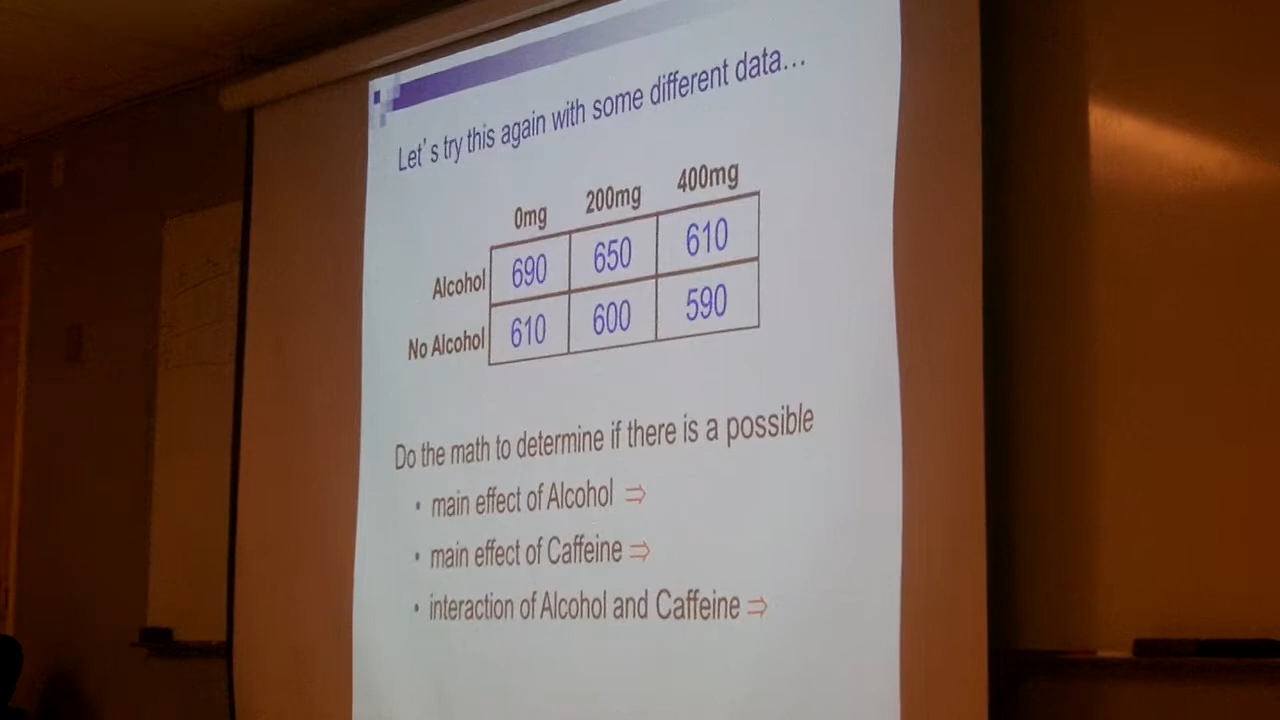 Let's try this again with some different data...
0mg 200mg 400mg
Alcohol 690 650 610
No Alcohol 610 600 590
Do the math to determine if there is a possible
• main effect of Alcohol ⇒
• main effect of Caffeine ⇒
• interaction of Alcohol and Caffeine ⇒